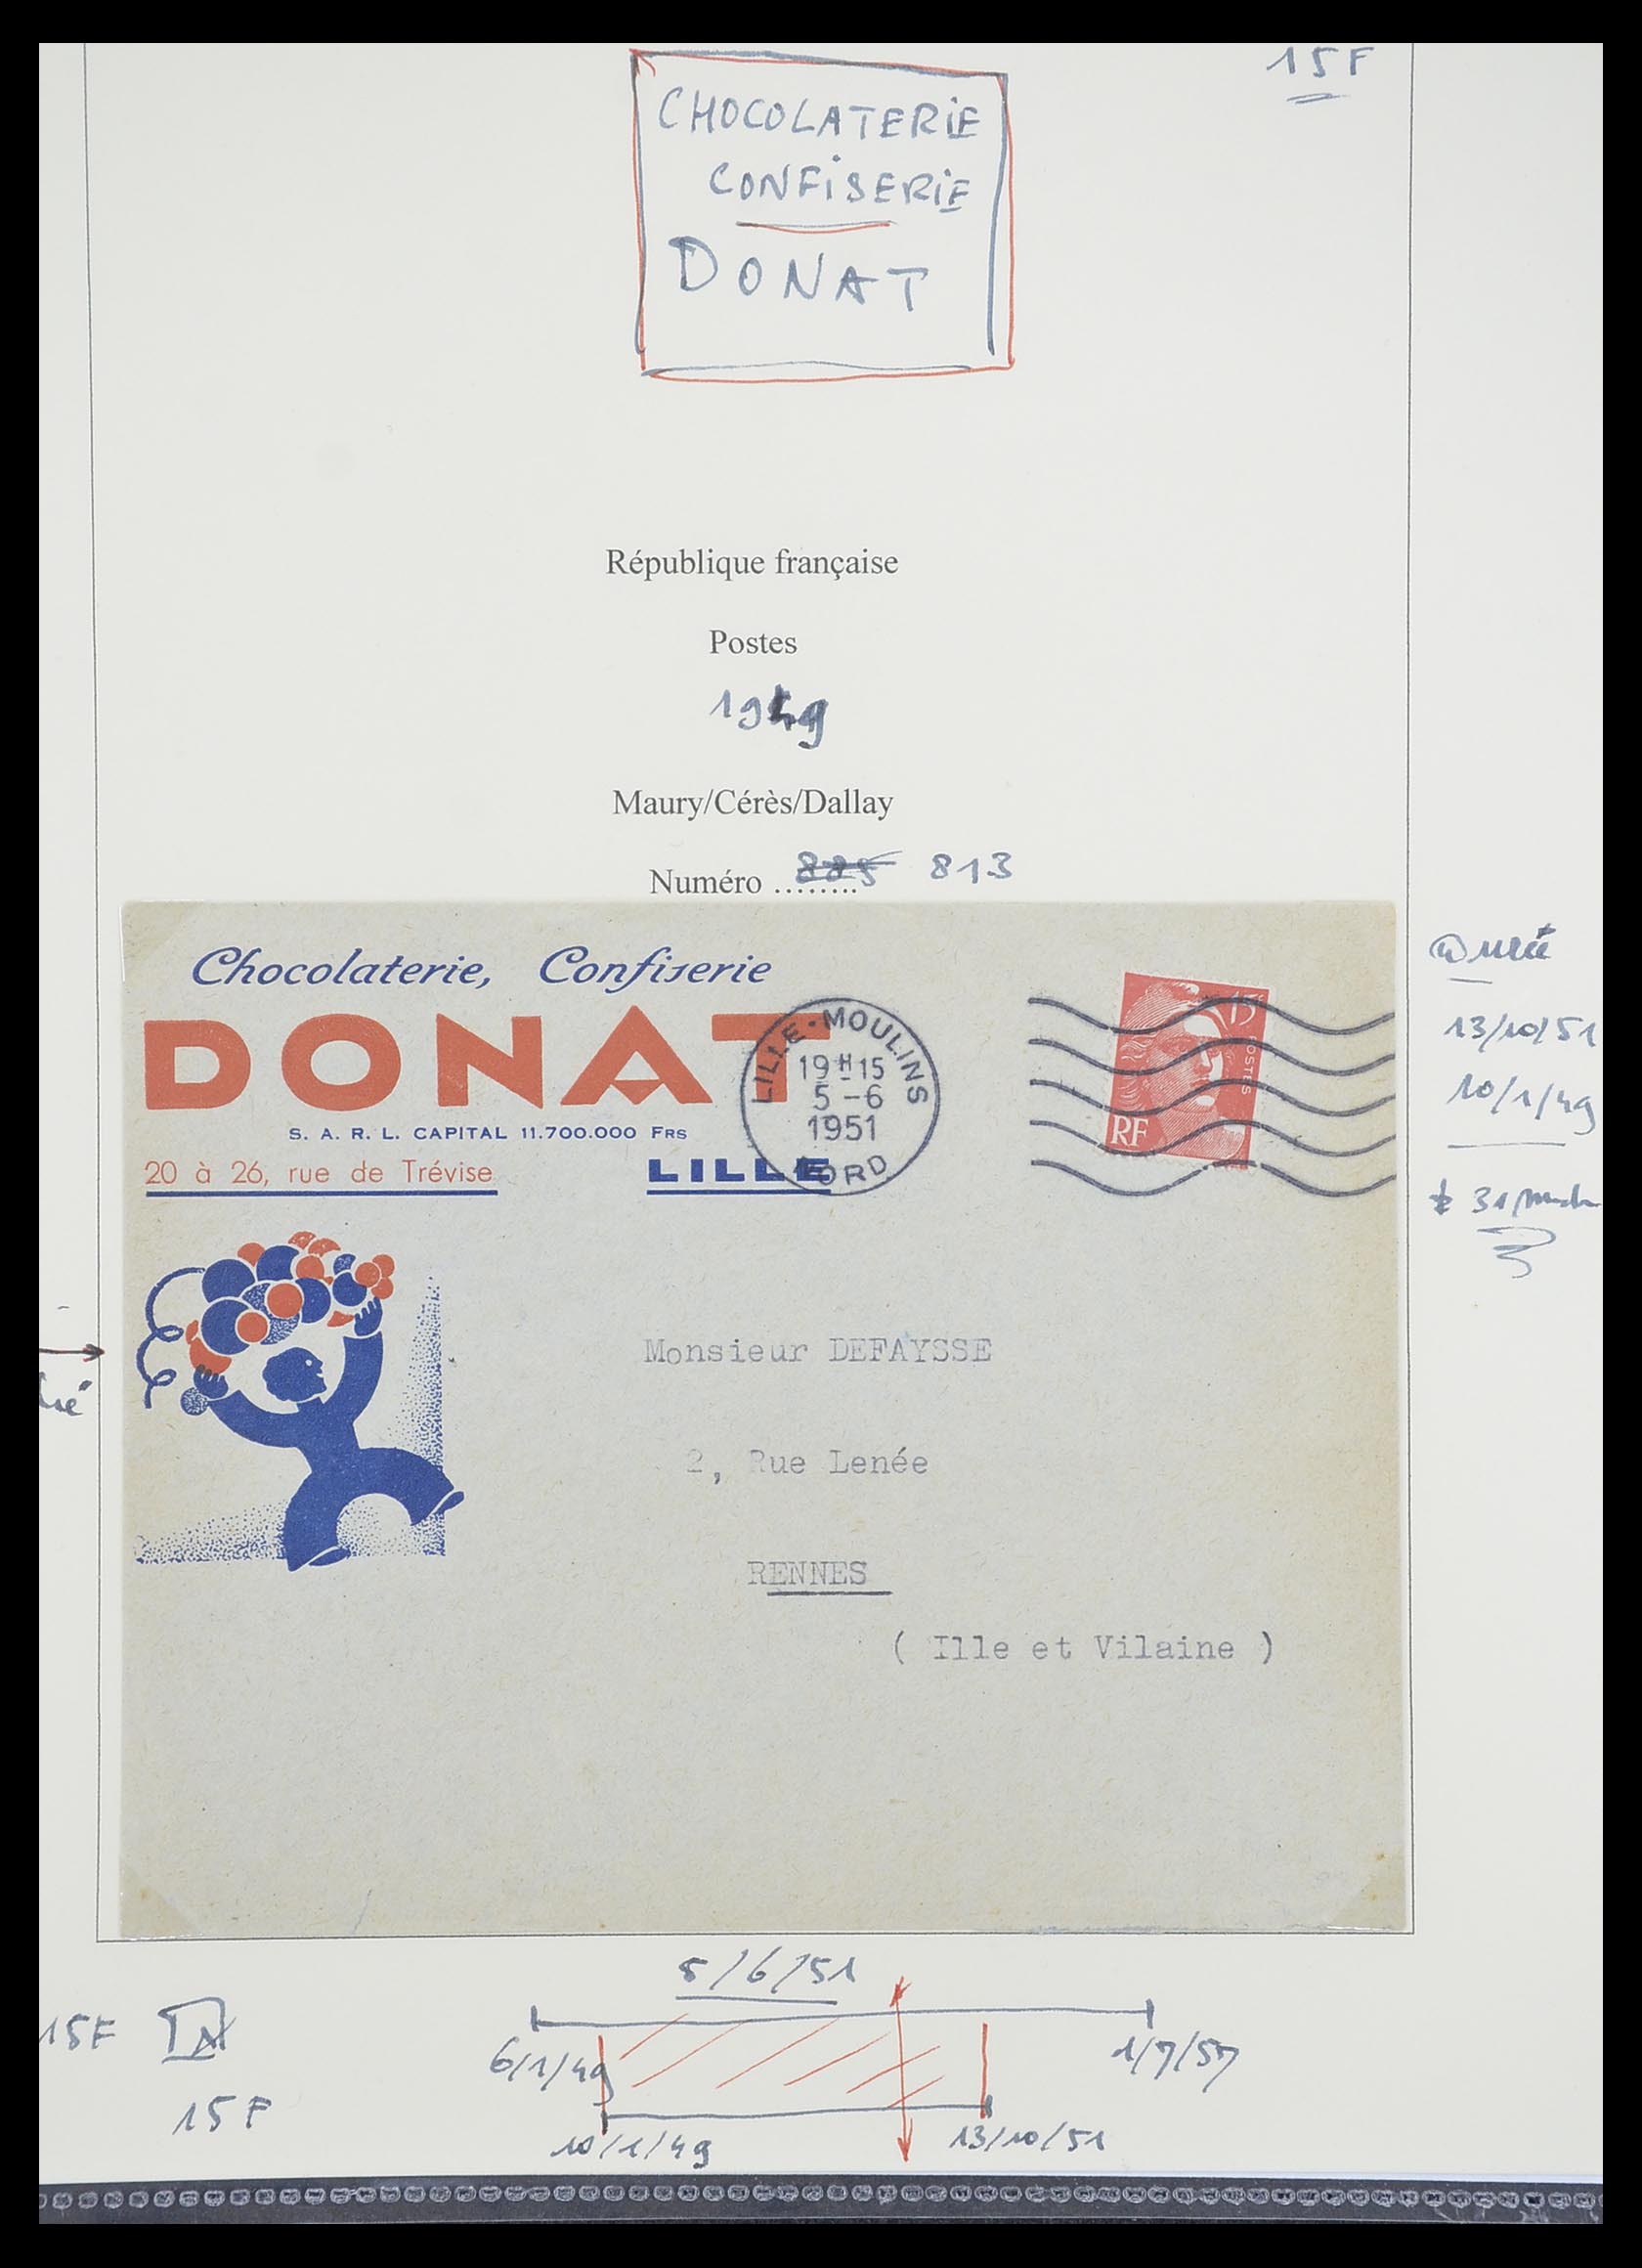 15F
CHOCOLATERIE
CONFISERIE
DONAT
République française
Postes
1949
Maury/Cérès/Dallay
Numéro ........ 885 813
Chocolaterie, Confiserie
DONAT
S. A. R. L. CAPITAL 11.700.000 FRS
20 à 26, rue de Trévise LILLE
LILLE-MOULINS
19H15
5-6
1951
NORD
15F
POSTES
RF
Durée
13/10/51
10/1/49
Monsieur DEFAYSSE
2, Rue Lenée
RENNES
( Ille et Vilaine )
5/6/51
15F
6/1/49
1/7/57
15F
10/1/49
13/10/51